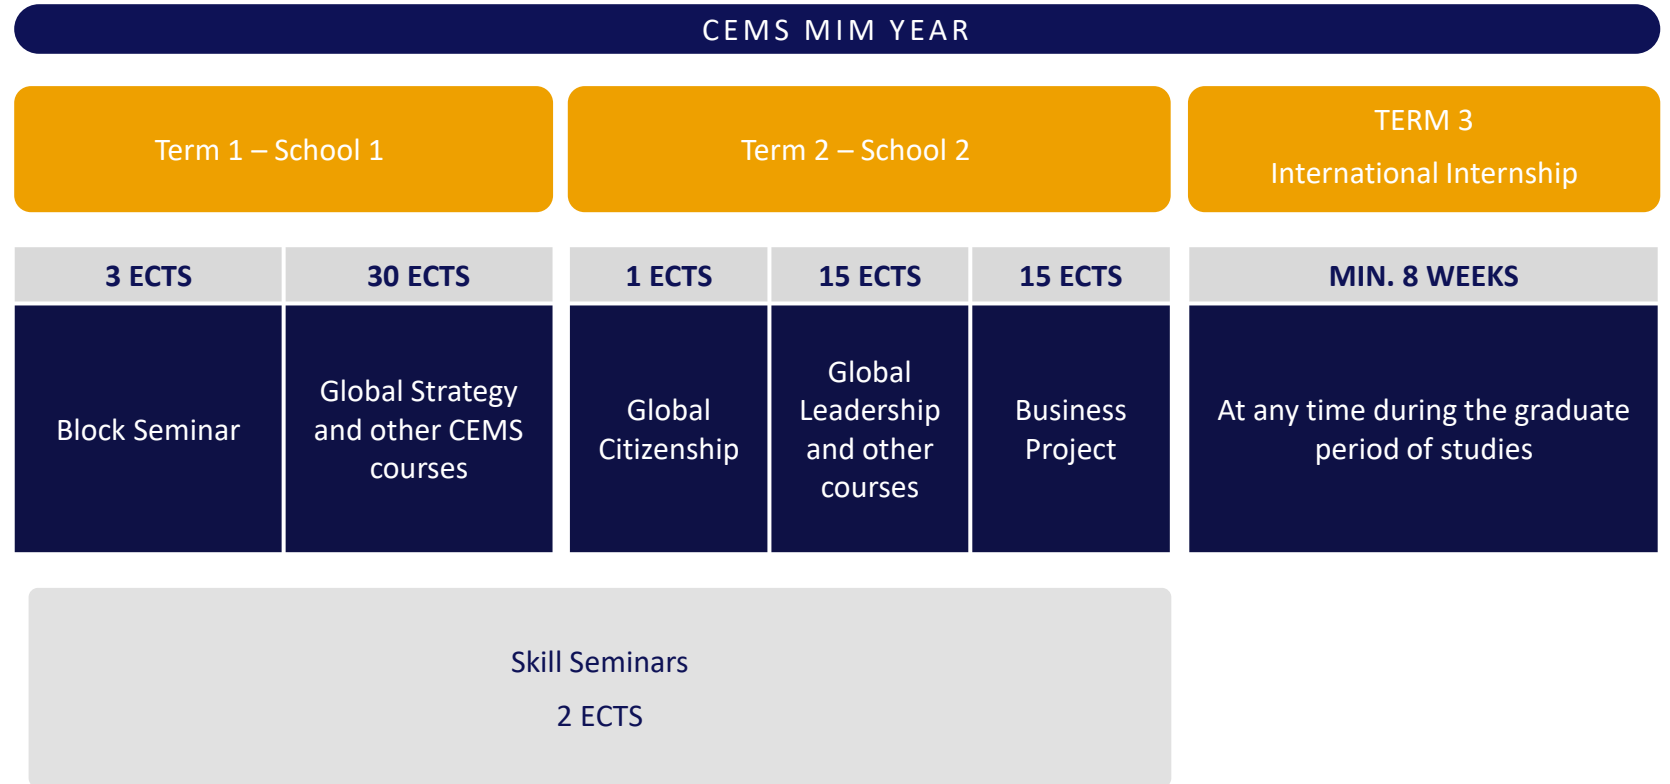 CEMS MIM YEAR
Term 1 – School 1
Term 2 – School 2
TERM 3
International Internship
3 ECTS
30 ECTS
1 ECTS
15 ECTS
15 ECTS
MIN. 8 WEEKS
Block Seminar
Global Strategy
and other CEMS
courses
Global
Citizenship
Global
Leadership
and other
courses
Business
Project
At any time during the graduate
period of studies
Skill Seminars
2 ECTS